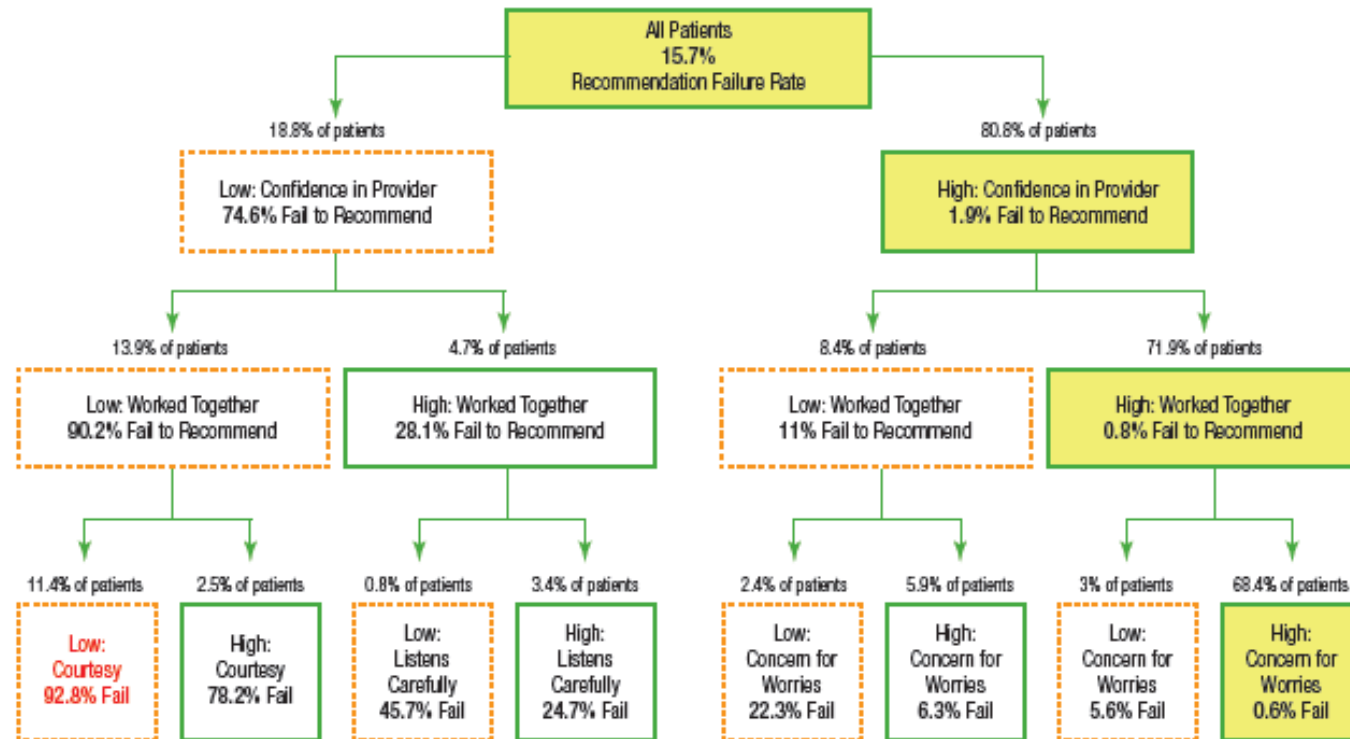 All Patients
15.7%
Recommendation Failure Rate
18.8% of patients
80.8% of patients
Low: Confidence in Provider
74.6% Fail to Recommend
High: Confidence in Provider
1.9% Fail to Recommend
13.9% of patients
4.7% of patients
8.4% of patients
71.9% of patients
Low: Worked Together
90.2% Fail to Recommend
High: Worked Together
28.1% Fail to Recommend
Low: Worked Together
11% Fail to Recommend
High: Worked Together
0.8% Fail to Recommend
11.4% of patients
2.5% of patients
0.8% of patients
3.4% of patients
2.4% of patients
5.9% of patients
3% of patients
68.4% of patients
Low:
Courtesy
92.8% Fail
High:
Courtesy
78.2% Fail
Low:
Listens
Carefully
45.7% Fail
High:
Listens
Carefully
24.7% Fail
Low:
Concern for
Worries
22.3% Fail
High:
Concern for
Worries
6.3% Fail
Low:
Concern for
Worries
5.6% Fail
High:
Concern for
Worries
0.6% Fail